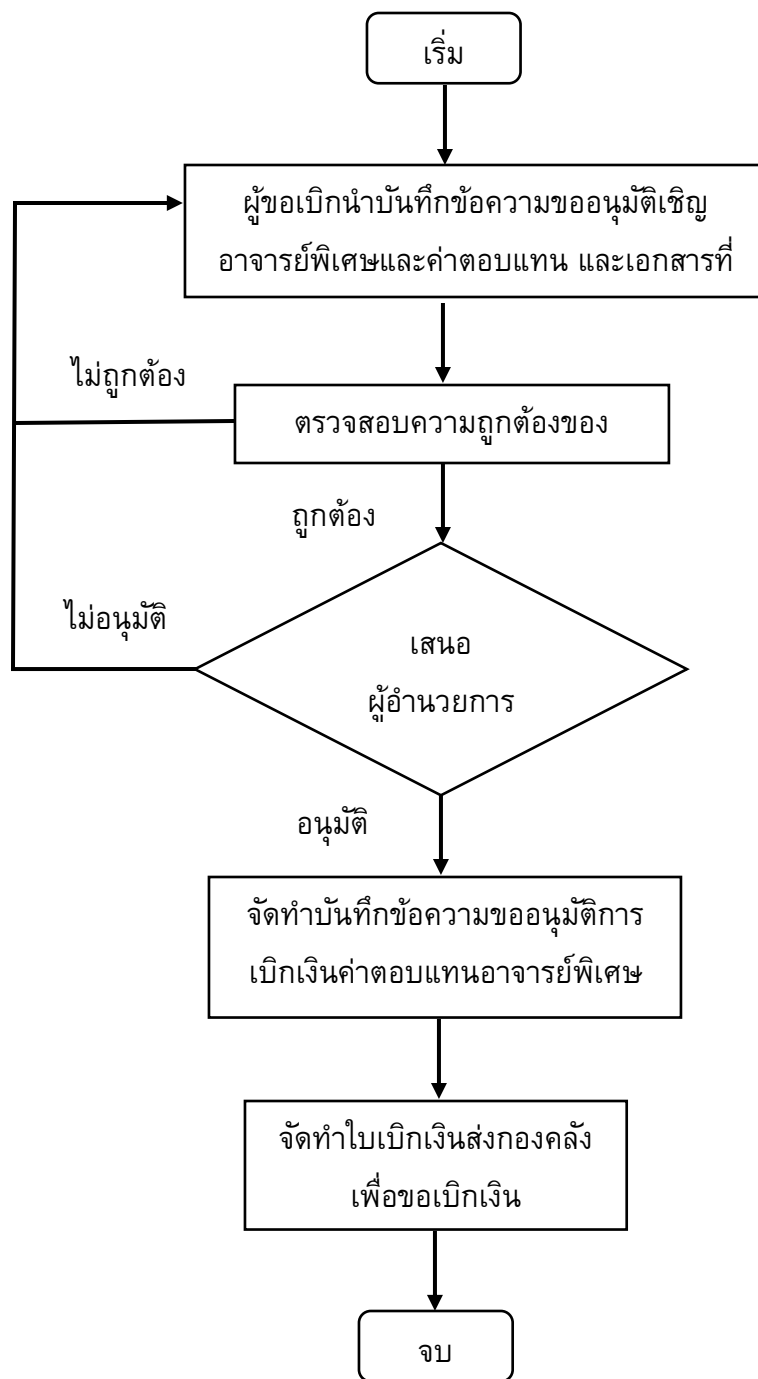 เริ่ม
ผู้ขอเบิกนำบันทึกข้อความขออนุมัติเชิญ
อาจารย์พิเศษและค่าตอบแทน และเอกสารที่
ไม่ถูกต้อง
ตรวจสอบความถูกต้องของ
ถูกต้อง
ไม่อนุมัติ
เสนอ
ผู้อำนวยการ
อนุมัติ
จัดทำบันทึกข้อความขออนุมัติการ
เบิกเงินค่าตอบแทนอาจารย์พิเศษ
จัดทำใบเบิกเงินส่งกองคลัง
เพื่อขอเบิกเงิน
จบ